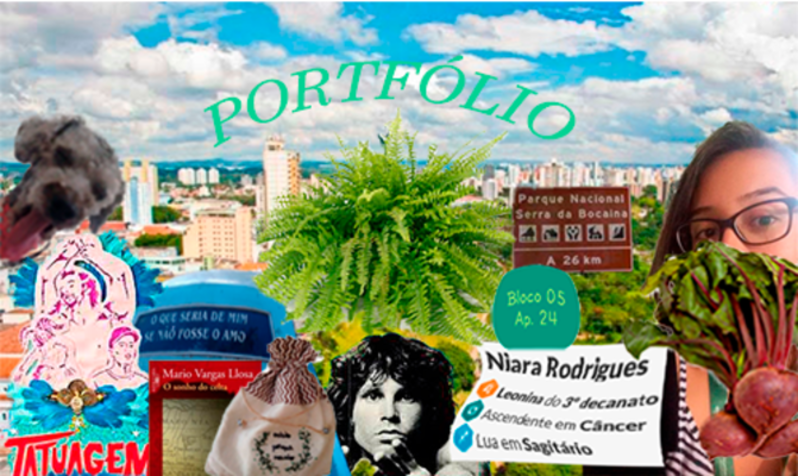 PORTFÓLIO
Parque Nacional
Serra da Bocaina
A 26 km
Bloco 05
Ap. 24
O QUE SERIA DE MIM
SE NÃO FOSSE O AMO
Niara Rodrigues
Leonina do 3º decanato
Ascendente em Câncer
Lua em Sagitário
Mario Vargas Llosa
O sonho do celta
TATUAGEM